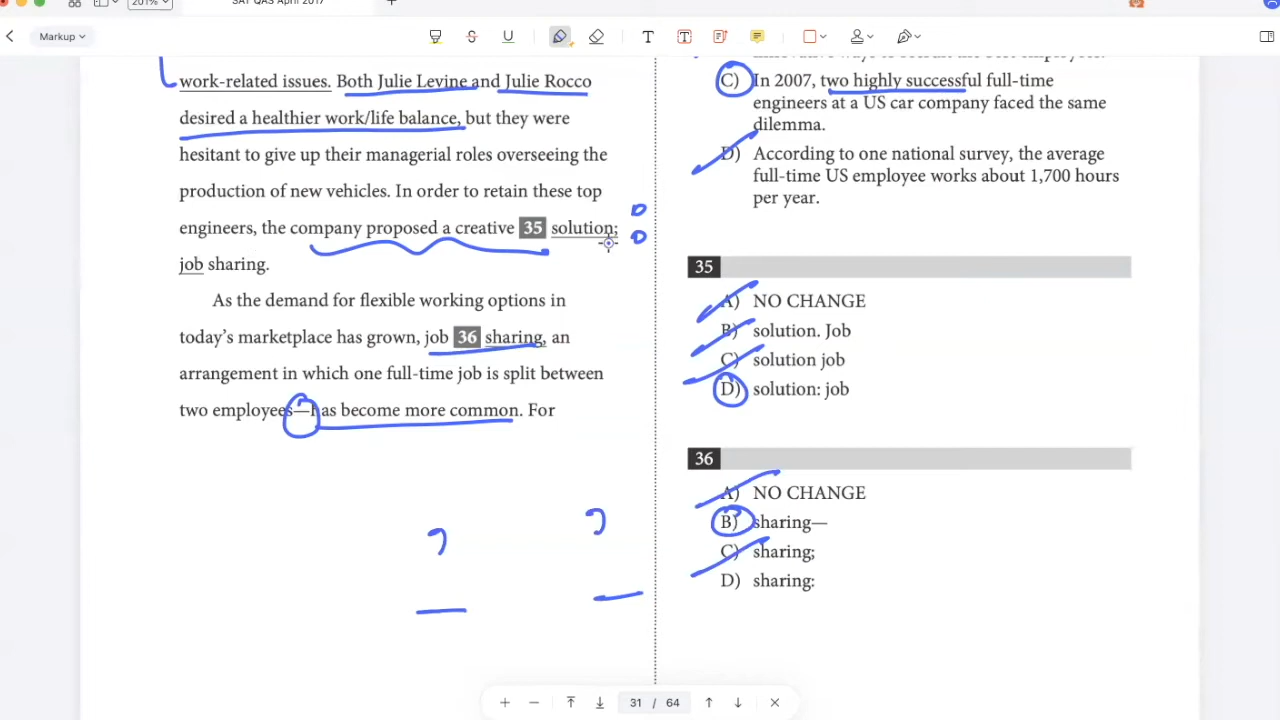 SAT QAS April 2017
201%
Markup
work-related issues. Both Julie Levine and Julie Rocco
desired a healthier work/life balance, but they were
hesitant to give up their managerial roles overseeing the
production of new vehicles. In order to retain these top
engineers, the company proposed a creative 35 solution;
job sharing.
As the demand for flexible working options in
today's marketplace has grown, job 36 sharing, an
arrangement in which one full-time job is split between
two employees—has become more common. For
C) In 2007, two highly successful full-time
engineers at a US car company faced the same
dilemma.
D) According to one national survey, the average
full-time US employee works about 1,700 hours
per year.
35
A) NO CHANGE
B) solution. Job
C) solution job
D) solution: job
36
A) NO CHANGE
B) sharing—
C) sharing;
D) sharing:
31 / 64